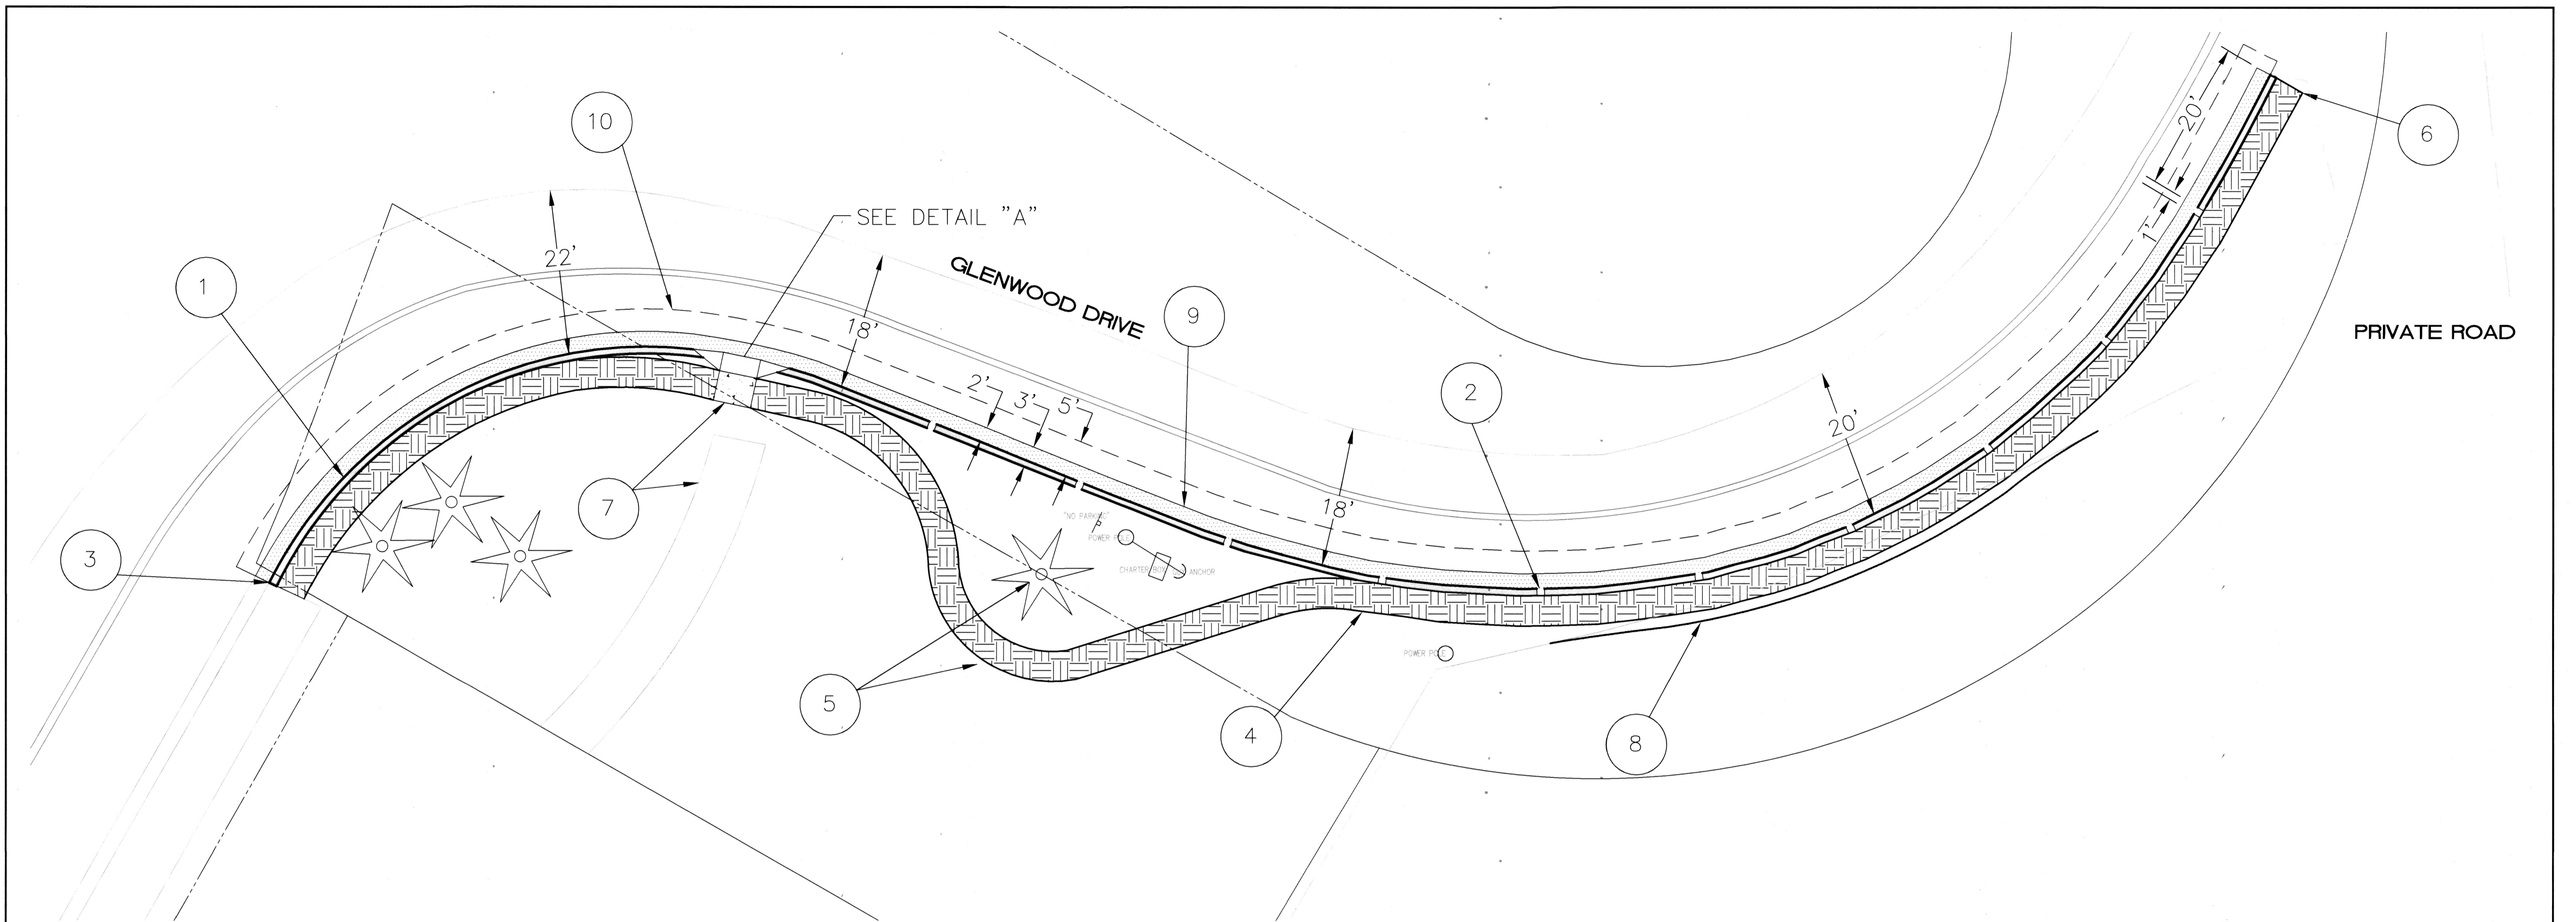 10
20'
6
SEE DETAIL "A"
22'
1
GLENWOOD DRIVE
1'
18'
9
PRIVATE ROAD
2'
3'
5'
2
20'
7
18'
"NO PARKING"
POWER POLE
CHARTER BOX
ANCHOR
3
POWER POLE
5
4
8